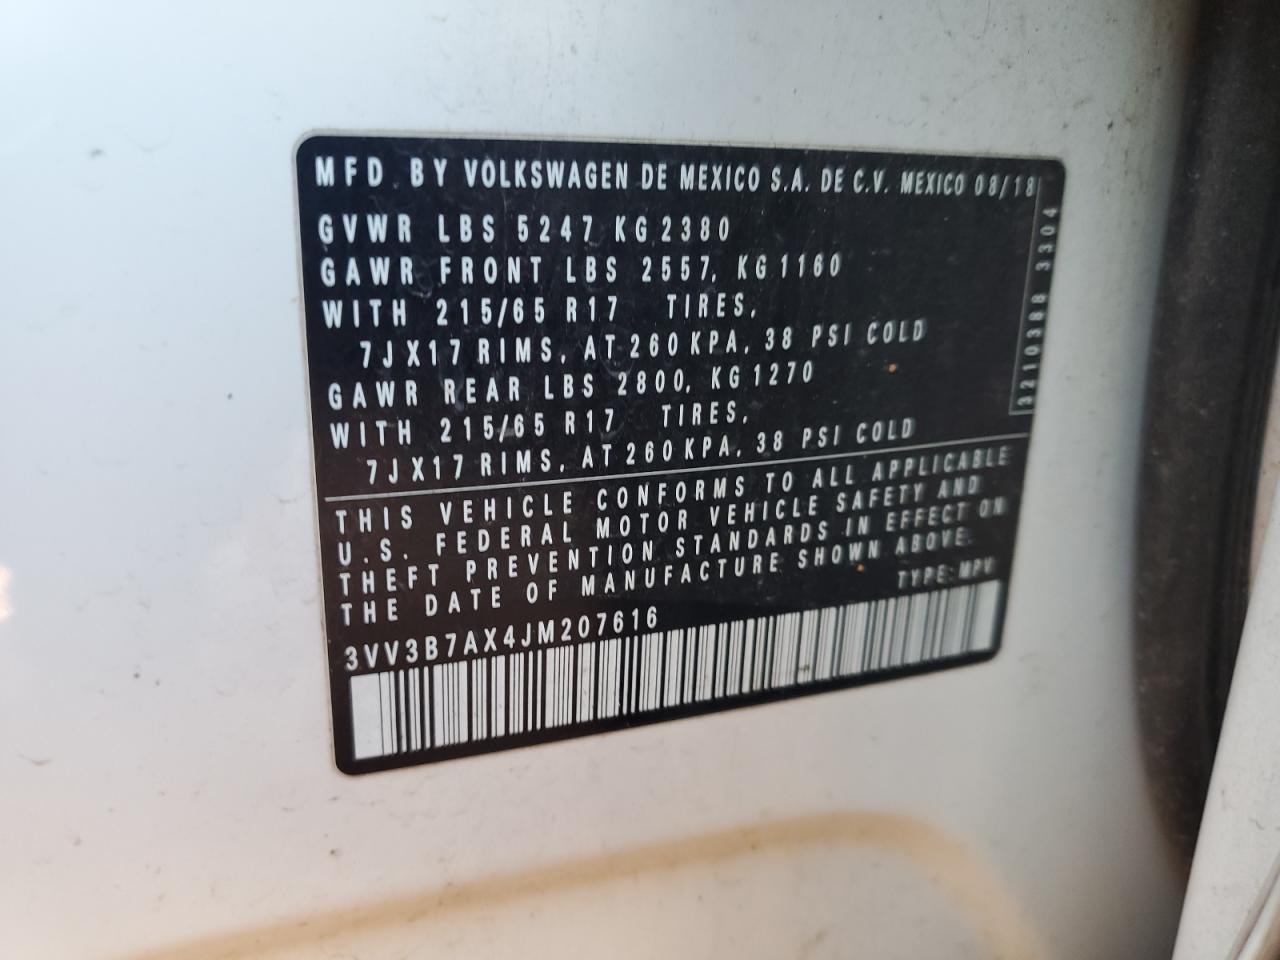 MFD. BY VOLKSWAGEN DE MEXICO S.A. DE C.V. MEXICO 08/18
GVWR LBS 5247 KG 2380
GAWR FRONT LBS 2557, KG 1160
WITH 215/65 R17 TIRES,
7JX17 RIMS, AT 260 KPA, 38 PSI COLD
GAWR REAR LBS 2800, KG 1270
WITH 215/65 R17 TIRES,
7JX17 RIMS, AT 260 KPA, 38 PSI COLD
3210388 3304
THIS VEHICLE CONFORMS TO ALL APPLICABLE
U.S. FEDERAL MOTOR VEHICLE SAFETY AND
THEFT PREVENTION STANDARDS IN EFFECT ON
THE DATE OF MANUFACTURE SHOWN ABOVE.
TYPE: MPV
3VV3B7AX4JM207616